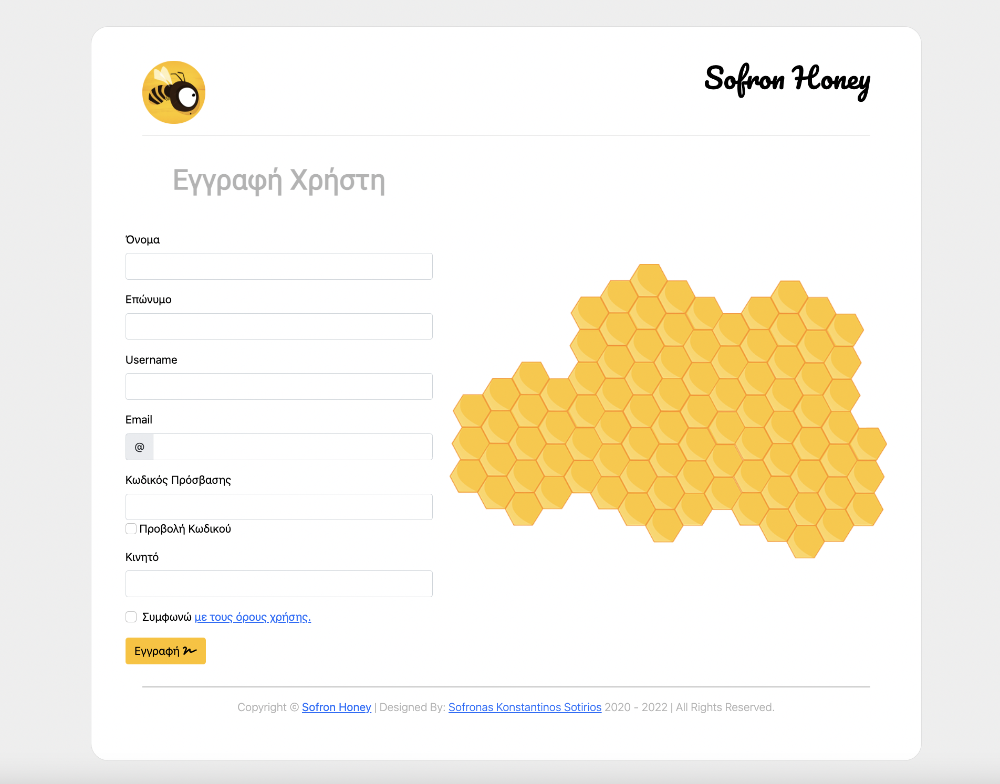 Sofron Honey
Εγγραφή Χρήστη
Όνομα
Επώνυμο
Username
Email
@
Κωδικός Πρόσβασης
Προβολή Κωδικού
Κινητό
Συμφωνώ με τους όρους χρήσης.
Εγγραφή
Copyright © Sofron Honey | Designed By: Sofronas Konstantinos Sotirios 2020 - 2022 | All Rights Reserved.